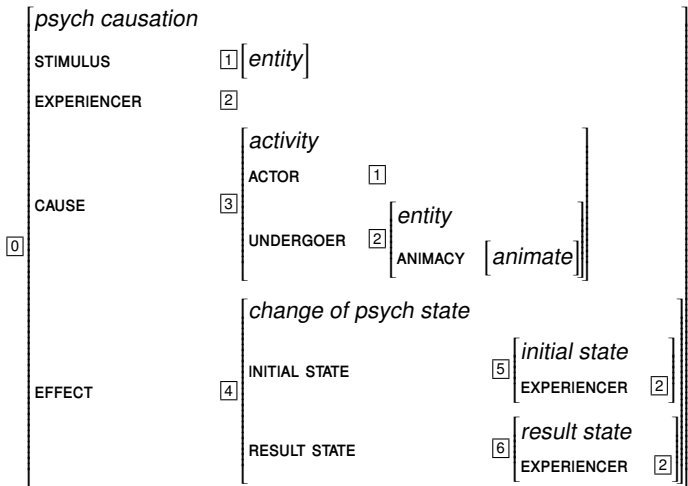 psych causation
STIMULUS 1 [entity]
EXPERIENCER 2
activity
ACTOR 1
CAUSE 3
entity
UNDERGOER 2
ANIMACY [animate]
0
change of psych state
initial state
INITIAL STATE 5
EXPERIENCER 2
EFFECT 4
result state
RESULT STATE 6
EXPERIENCER 2